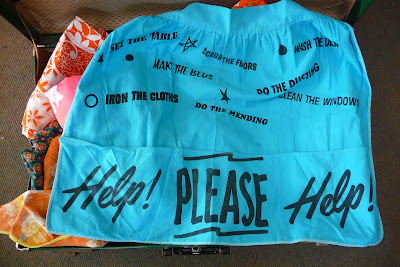 SET THE TABLE
SCRUB THE FLOORS
WASH THE DISH
MAKE THE BEDS
DO THE DUSTING
IRON THE CLOTHS
CLEAN THE WINDOWS
DO THE MENDING
Help! PLEASE Help!